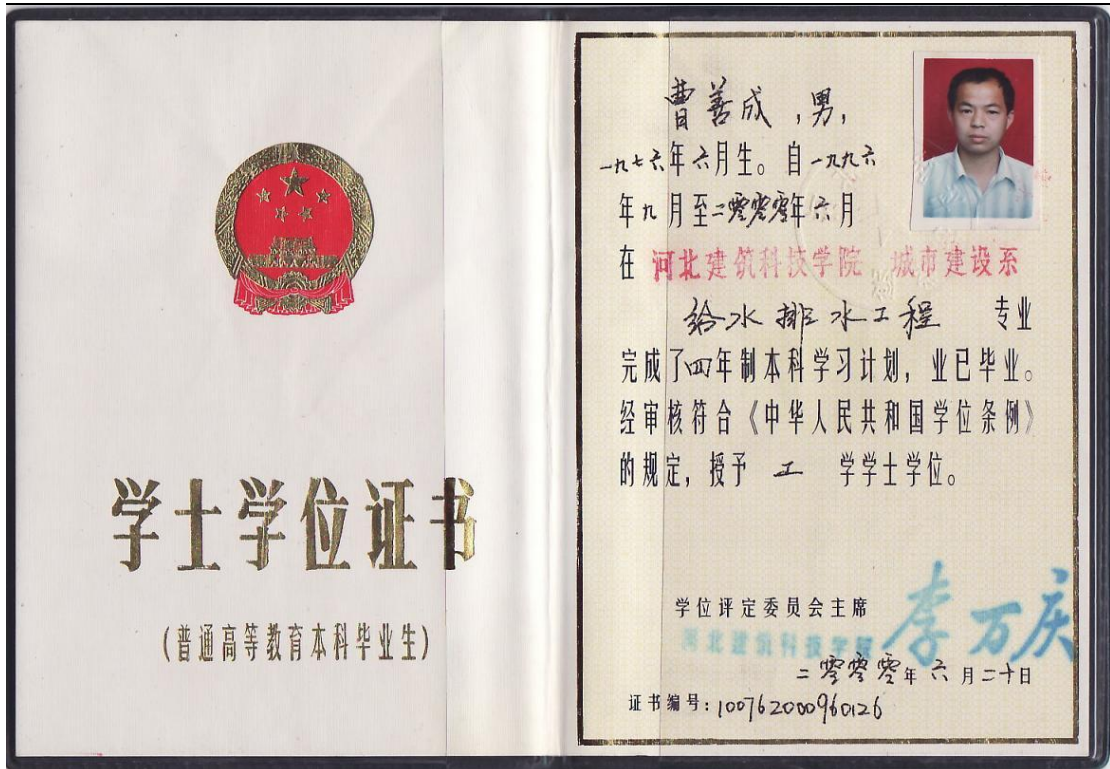 学士学位证书
(普通高等教育本科毕业生)
曹善成，男，
一九七六年六月生。自一九九六
年九月至二零零零年六月
在 河北建筑科技学院 城市建设系
给水排水工程 专业
完成了四年制本科学习计划，业已毕业。
经审核符合《中华人民共和国学位条例》
的规定，授予 工 学学士学位。
学位评定委员会主席 李万庆
河北建筑科技学院
二零零零年六月二十日
证书编号：100762000960126